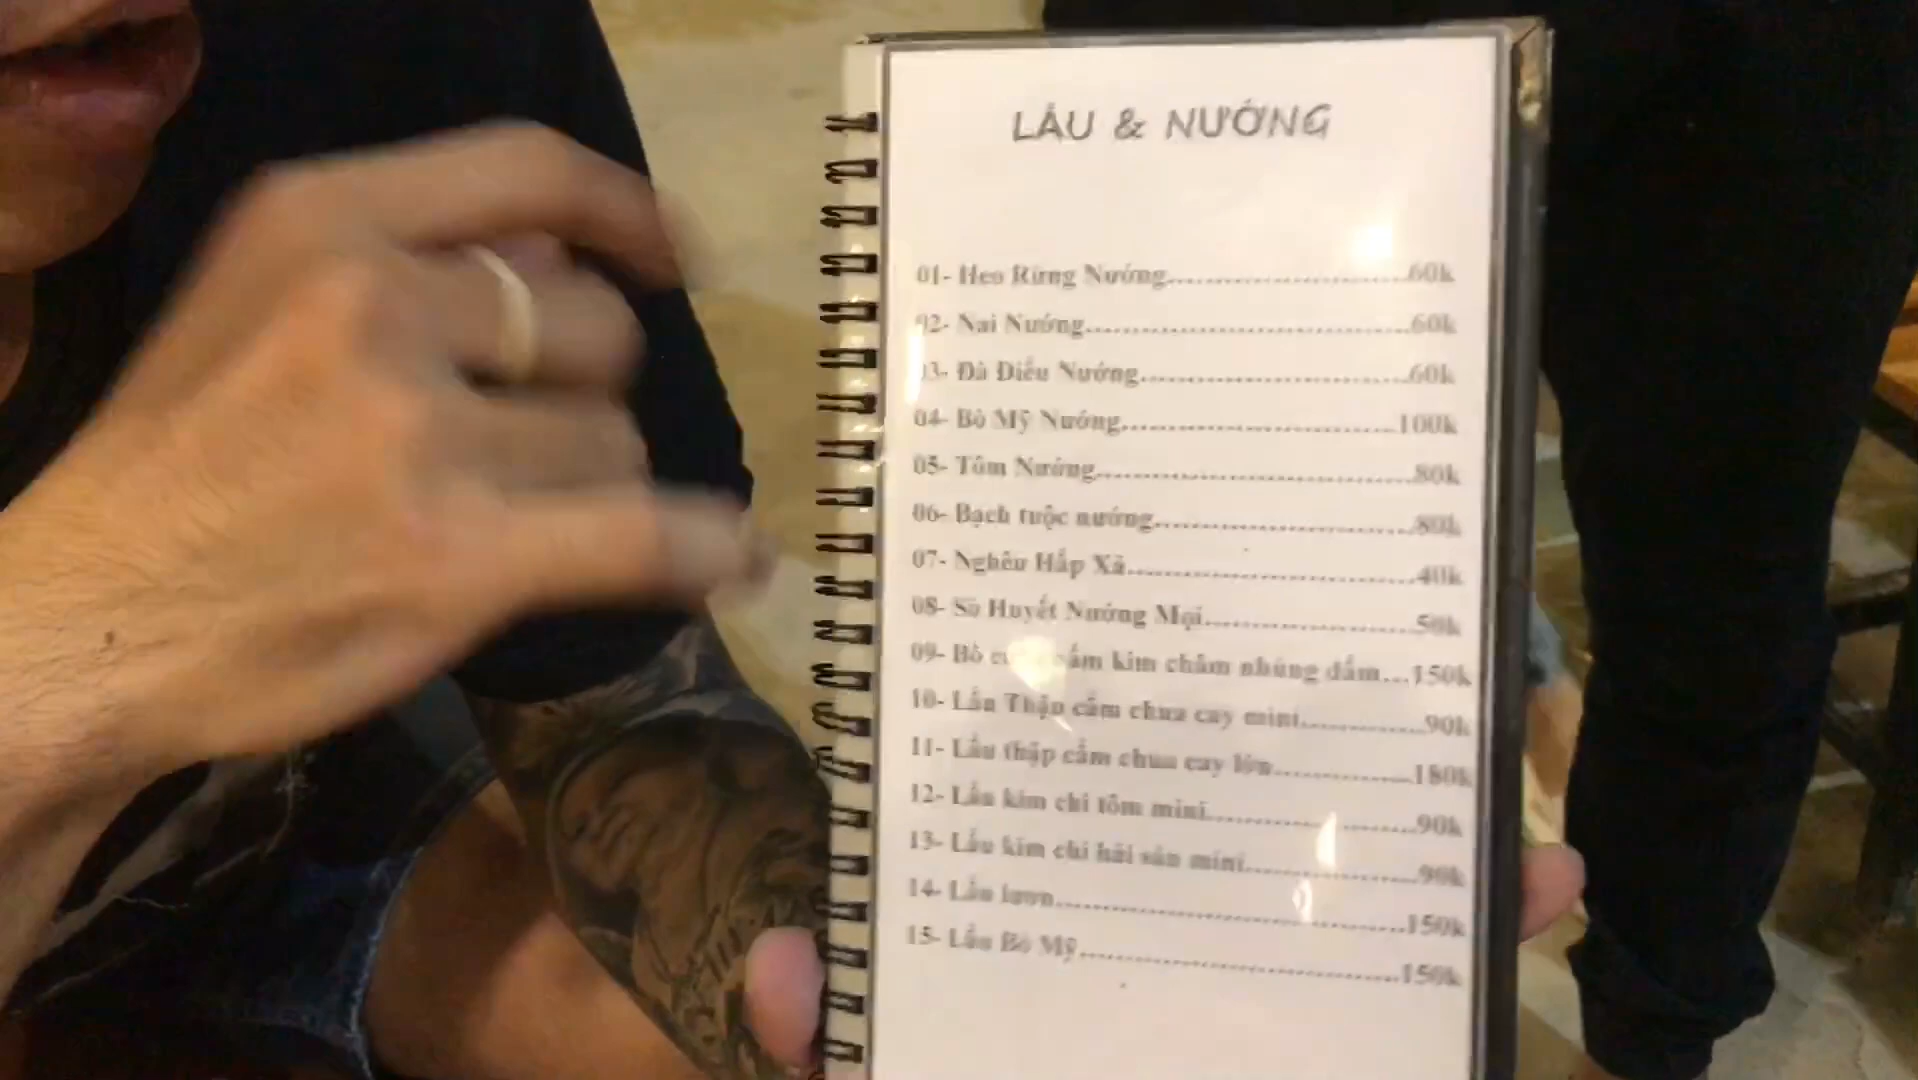 LẨU & NƯỚNG
01- Heo Rừng Nướng...........................60k
02- Nai Nướng....................................60k
03- Đà Điểu Nướng..............................60k
04- Bò Mỹ Nướng..............................100k
05- Tôm Nướng...................................80k
06- Bạch tuộc nướng............................80k
07- Nghêu Hấp Xả................................40k
08- Sò Huyết Nướng Mọi........................50k
09- Bò kim châm nhúng dấm...150k
10- Lẩu Thập cẩm chua cay mini..............90k
11- Lẩu thập cẩm chua cay lớn................180k
12- Lẩu kim chi tôm mini........................90k
13- Lẩu kim chi hải sản mini....................90k
14- Lẩu lươn......................................150k
15- Lẩu Bò Mỹ...................................150k